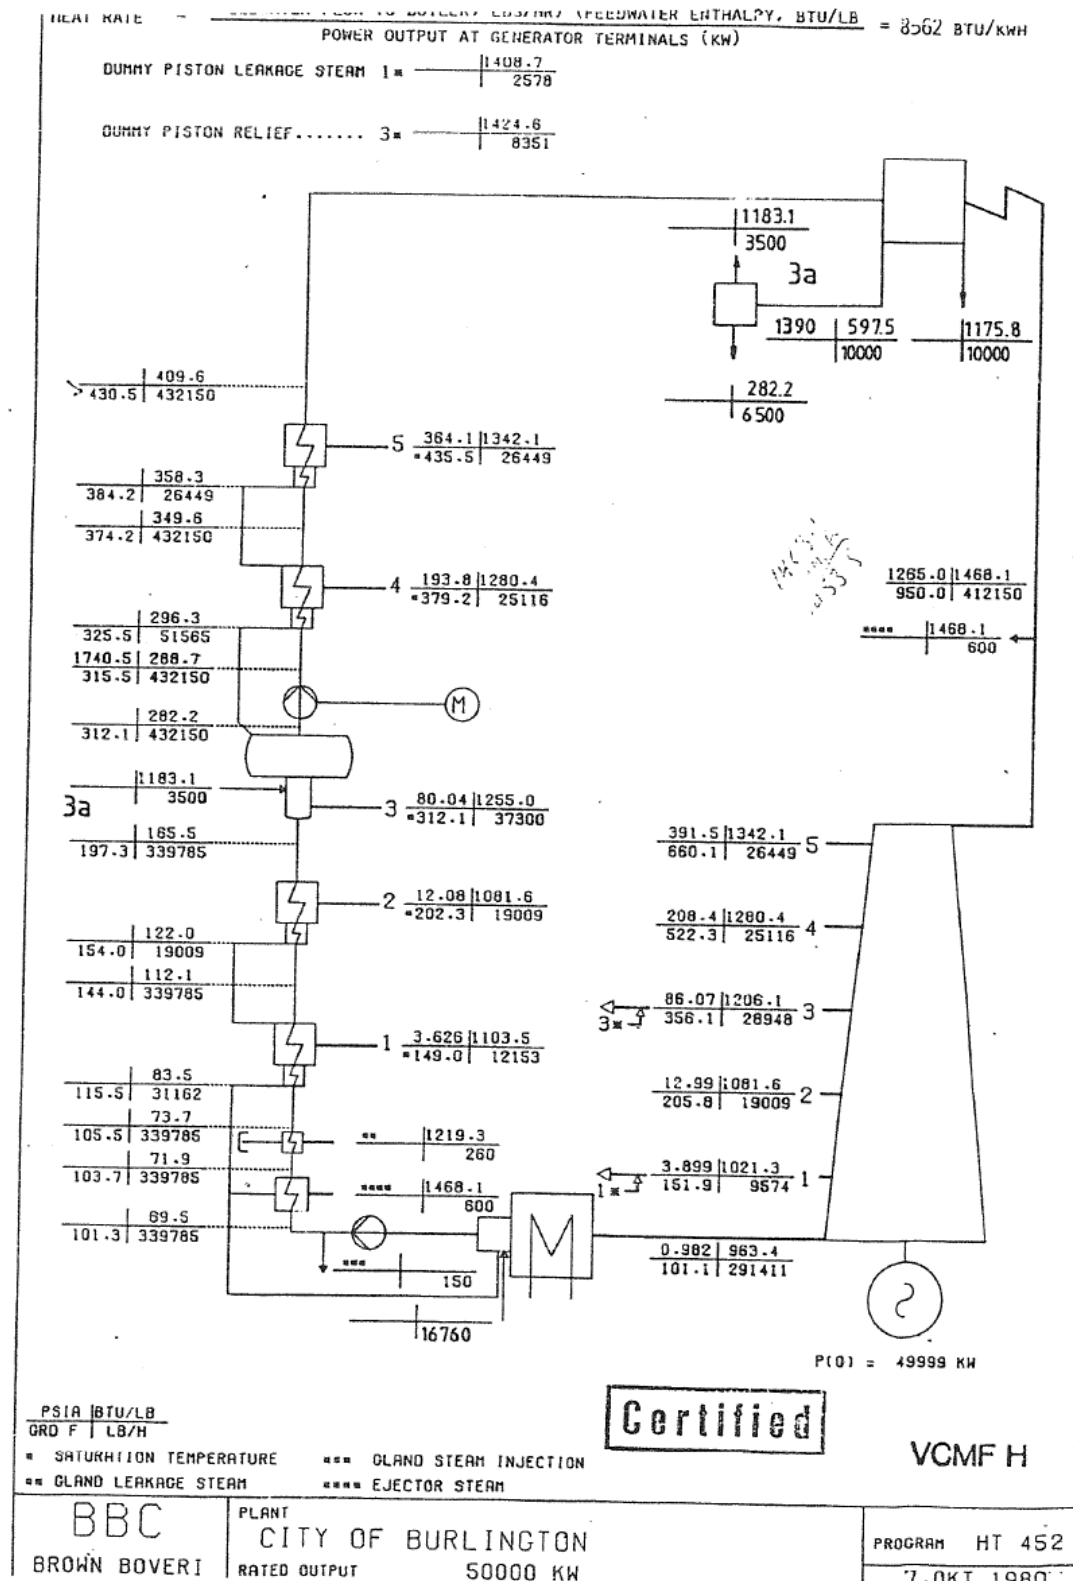 HEAT RATE = (FEEDWATER ENTHALPY, BTU/LB = 8562 BTU/KWH
POWER OUTPUT AT GENERATOR TERMINALS (KW)
DUMMY PISTON LEAKAGE STEAM 1* 1408.7
2578
DUMMY PISTON RELIEF....... 3* 1424.6
8351
1183.1
3500
3a
1390 597.5 1175.8
10000 10000
409.6
430.5 432150
282.2
6500
5 364.1 1342.1
*435.5 26449
358.3
384.2 26449
349.6
374.2 432150
4 193.8 1280.4
*379.2 25116
1265.0 1468.1
950.0 412150
296.3
325.5 51565
**** 1468.1
600
1740.5 288.7
315.5 432150
M
282.2
312.1 432150
1183.1
3500
3a
3 80.04 1255.0
*312.1 37300
165.5
197.3 339785
391.5 1342.1 5
660.1 26449
2 12.08 1081.6
*202.3 19009
208.4 1280.4 4
522.3 25116
122.0
154.0 19009
112.1
144.0 339785
86.07 1206.1 3
3* 356.1 28948
1 3.626 1103.5
*149.0 12153
83.5
115.5 31162
12.99 1081.6 2
205.8 19009
73.7
105.5 339785
** 1219.3
260
71.9
103.7 339785
3.899 1021.3 1
1* 151.9 9574
**** 1468.1
600
69.5
101.3 339785
0.982 963.4
101.1 291411
*** 150
16760
P(0) = 49999 KW
PSIA BTU/LB
GRD F LB/H
Certified
* SATURATION TEMPERATURE *** GLAND STEAM INJECTION
** GLAND LEAKAGE STEAM **** EJECTOR STEAM
VCMF H
BBC
BROWN BOVERI
PLANT
CITY OF BURLINGTON
RATED OUTPUT 50000 KW
PROGRAM HT 452
7.OKT 1980